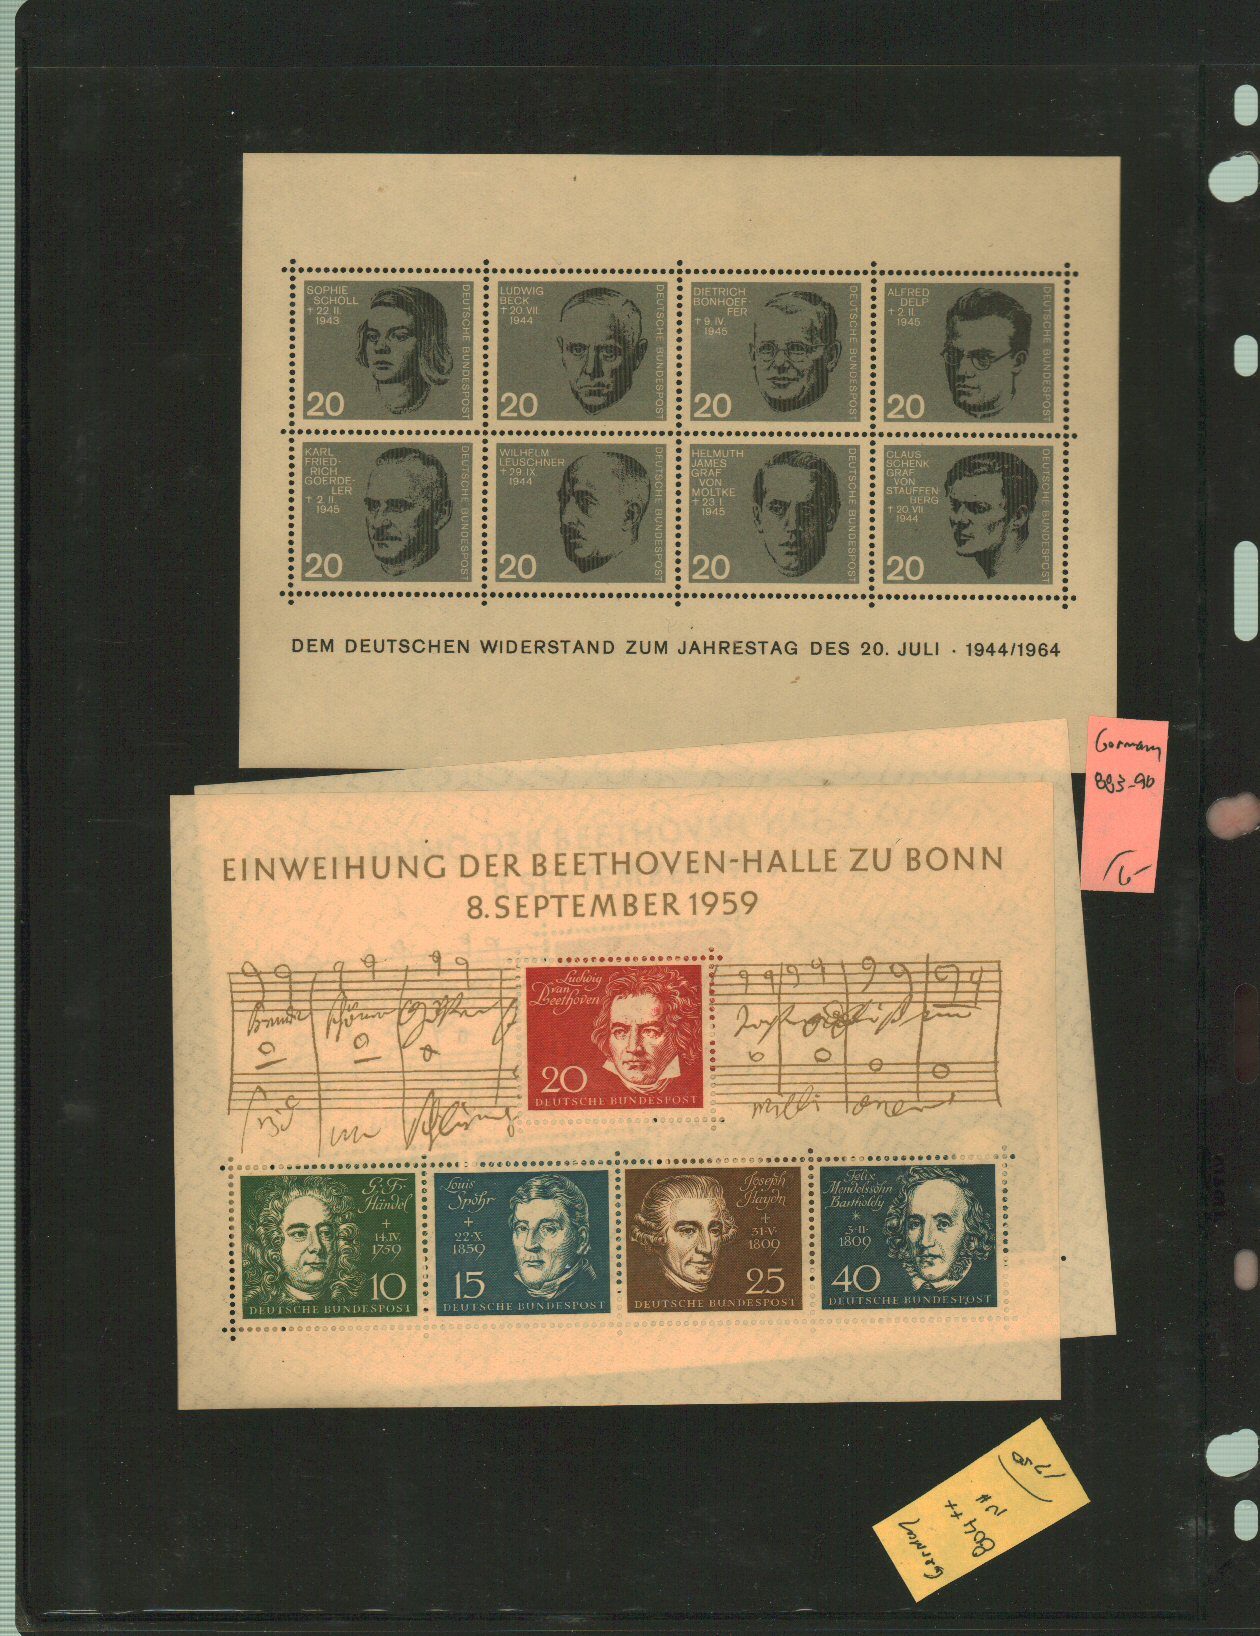 SOPHIE
SCHOLL
† 22 II.
1943
DEUTSCHE BUNDESPOST
20
LUDWIG
BECK
† 20. VII.
1944
DEUTSCHE BUNDESPOST
20
DIETRICH
BONHOEF
FER
† 9. IV.
1945
DEUTSCHE BUNDESPOST
20
ALFRED
DELP
† 2. II.
1945
DEUTSCHE BUNDESPOST
20
KARL
FRIED-
RICH
GOERDE-
LER
† 2. II.
1945
DEUTSCHE BUNDESPOST
20
WILHELM
LEUSCHNER
† 29. IX.
1944
DEUTSCHE BUNDESPOST
20
HELMUTH
JAMES
GRAF
VON
MOLTKE
† 23. I.
1945
DEUTSCHE BUNDESPOST
20
CLAUS
SCHENK
GRAF
VON
STAUFFEN
BERG
† 20. VII
1944
DEUTSCHE BUNDESPOST
20
DEM DEUTSCHEN WIDERSTAND ZUM JAHRESTAG DES 20. JULI · 1944/1964
Germany
883-90
EINWEIHUNG DER BEETHOVEN-HALLE ZU BONN
8. SEPTEMBER 1959
Ludwig
van
Beethoven
20
DEUTSCHE BUNDESPOST
G. F.
Händel
+
14.IV.
1759
10
DEUTSCHE BUNDESPOST
Louis
Spohr
+
22·X·
1859
15
DEUTSCHE BUNDESPOST
Joseph
Haydn
+
31·V·
1809
25
DEUTSCHE BUNDESPOST
Felix
Mendelssohn
Bartholdy
*
3·II·
1809
40
DEUTSCHE BUNDESPOST
Germany
804 **
NH
17 50